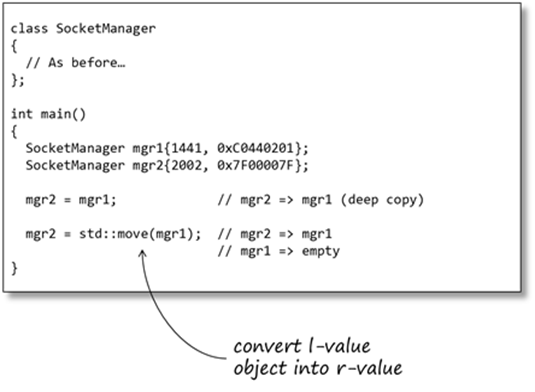 class SocketManager
{
  // As before…
};
int main()
{
  SocketManager mgr1{1441, 0xC0440201};
  SocketManager mgr2{2002, 0x7F00007F};
  mgr2 = mgr1;             // mgr2 => mgr1 (deep copy)
  mgr2 = std::move(mgr1);  // mgr2 => mgr1
                           // mgr1 => empty
}
convert l-value
object into r-value